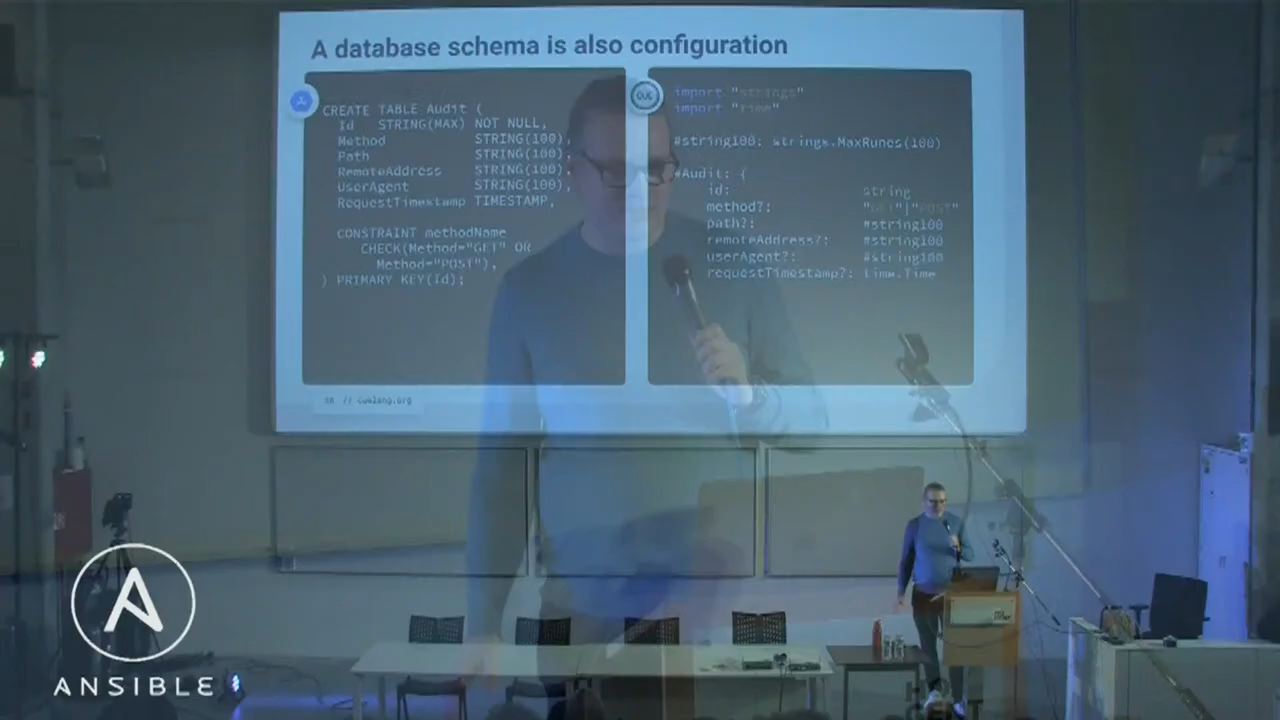 A database schema is also configuration
CREATE TABLE Audit (
Id STRING(MAX) NOT NULL,
Method STRING(100),
Path STRING(100),
RemoteAddress STRING(100),
UserAgent STRING(100),
RequestTimestamp TIMESTAMP,
CONSTRAINT methodName
CHECK(Method="GET" OR
Method="POST"),
) PRIMARY KEY(Id);
CUE
import "strings"
import "time"
#string100: strings.MaxRunes(100)
#Audit: {
id: string
method?: "GET"|"POST"
path?: #string100
remoteAddress?: #string100
userAgent?: #string100
requestTimestamp?: time.Time
// cuelang.org
ANSIBLE